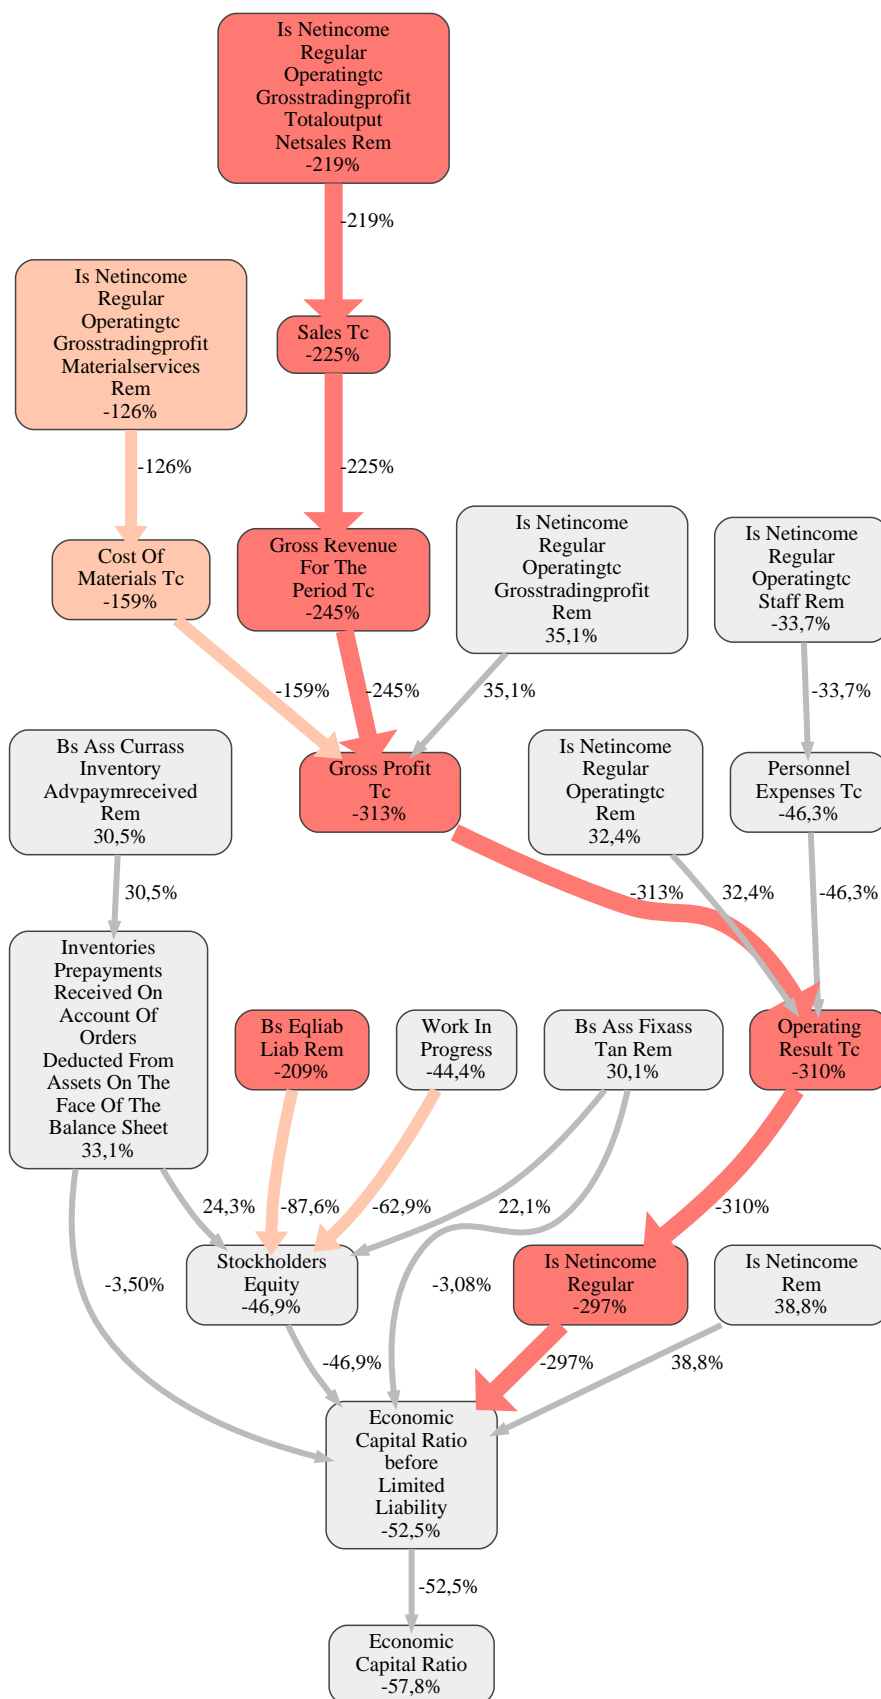 Is Netincome
Regular
Operatingtc
Grosstradingprofit
Totaloutput
Netsales Rem
-219%
-219%
Is Netincome
Regular
Operatingtc
Grosstradingprofit
Materialservices
Rem
-126%
Sales Tc
-225%
-126%
-225%
Cost Of
Materials Tc
-159%
Gross Revenue
For The
Period Tc
-245%
Is Netincome
Regular
Operatingtc
Grosstradingprofit
Rem
35,1%
Is Netincome
Regular
Operatingtc
Staff Rem
-33,7%
-159%
-245%
35,1%
-33,7%
Bs Ass Currass
Inventory
Advpaymreceived
Rem
30,5%
Gross Profit
Tc
-313%
Is Netincome
Regular
Operatingtc
Rem
32,4%
Personnel
Expenses Tc
-46,3%
30,5%
-313%
32,4%
-46,3%
Inventories
Prepayments
Received On
Account Of
Orders
Deducted From
Assets On The
Face Of The
Balance Sheet
33,1%
Bs Eqliab
Liab Rem
-209%
Work In
Progress
-44,4%
Bs Ass Fixass
Tan Rem
30,1%
Operating
Result Tc
-310%
24,3%
-87,6%
-62,9%
22,1%
-310%
-3,50%
Stockholders
Equity
-46,9%
-3,08%
Is Netincome
Regular
-297%
Is Netincome
Rem
38,8%
-46,9%
-297%
38,8%
Economic
Capital Ratio
before
Limited
Liability
-52,5%
-52,5%
Economic
Capital Ratio
-57,8%